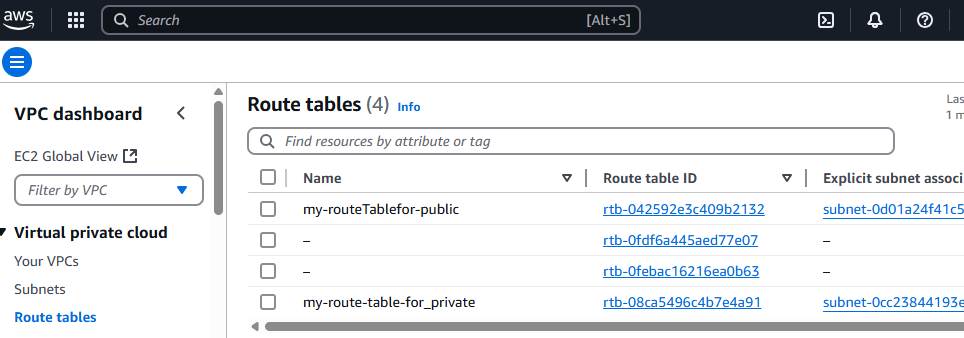 aws
Search [Alt+S]
VPC dashboard
EC2 Global View
Filter by VPC
Virtual private cloud
Your VPCs
Subnets
Route tables
Route tables (4) Info
Find resources by attribute or tag
Name Route table ID Explicit subnet associ
my-routeTablefor-public rtb-042592e3c409b2132 subnet-0d01a24f41c5
– rtb-0fdf6a445aed77e07 –
– rtb-0febac16216ea0b63 –
my-route-table-for_private rtb-08ca5496c4b7e4a91 subnet-0cc23844193e
Las
1 m